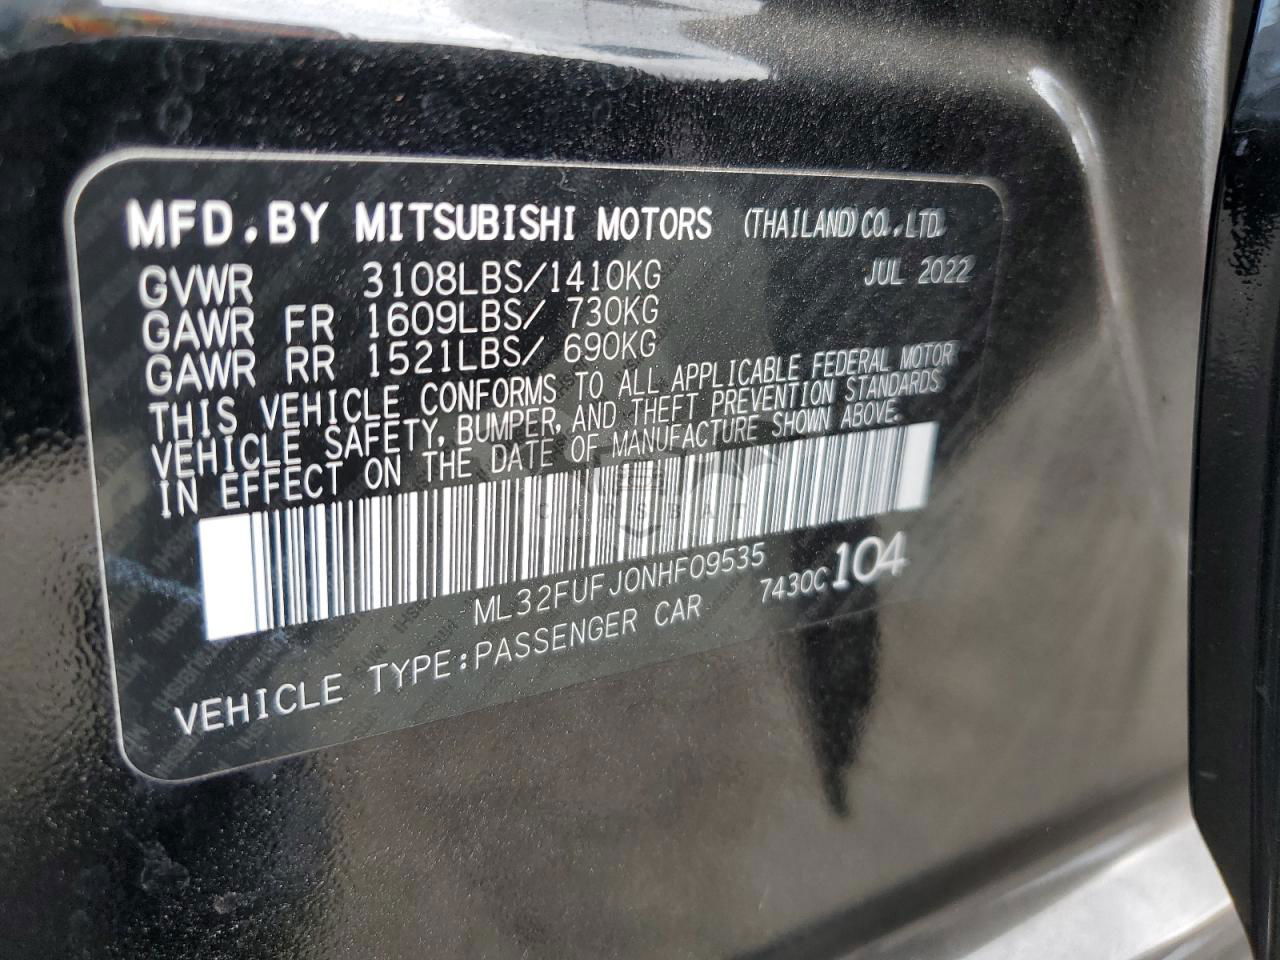 MFD.BY MITSUBISHI MOTORS (THAILAND) CO.,LTD.
GVWR 3108LBS/1410KG JUL 2022
GAWR FR 1609LBS/ 730KG
GAWR RR 1521LBS/ 690KG
THIS VEHICLE CONFORMS TO ALL APPLICABLE FEDERAL MOTOR
VEHICLE SAFETY, BUMPER, AND THEFT PREVENTION STANDARDS
IN EFFECT ON THE DATE OF MANUFACTURE SHOWN ABOVE.
ML32FUFJ0NHF09535
7430C 104
VEHICLE TYPE:PASSENGER CAR